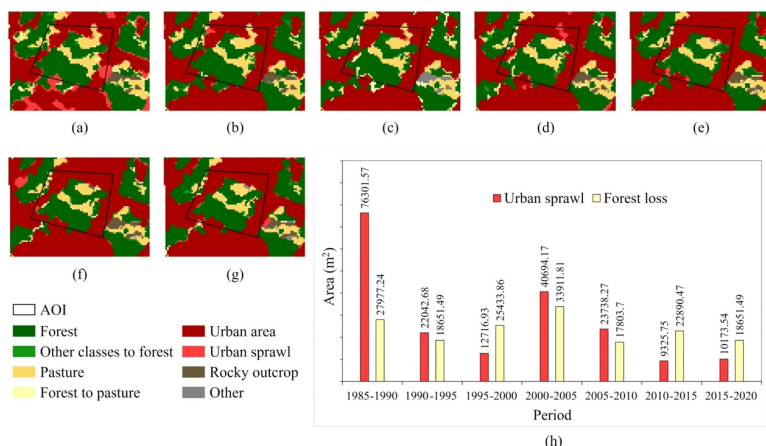 (a)
(b)
(c)
(d)
(e)
(f)
(g)
AOI
Forest
Urban area
Other classes to forest
Urban sprawl
Pasture
Rocky outcrop
Forest to pasture
Other
Urban sprawl
Forest loss
Area (m²)
76301.57
27977.24
22042.68
18651.49
12716.93
25433.86
40694.17
33911.81
23738.27
17803.7
9325.75
22890.47
10173.54
18651.49
1985-1990
1990-1995
1995-2000
2000-2005
2005-2010
2010-2015
2015-2020
Period
(h)